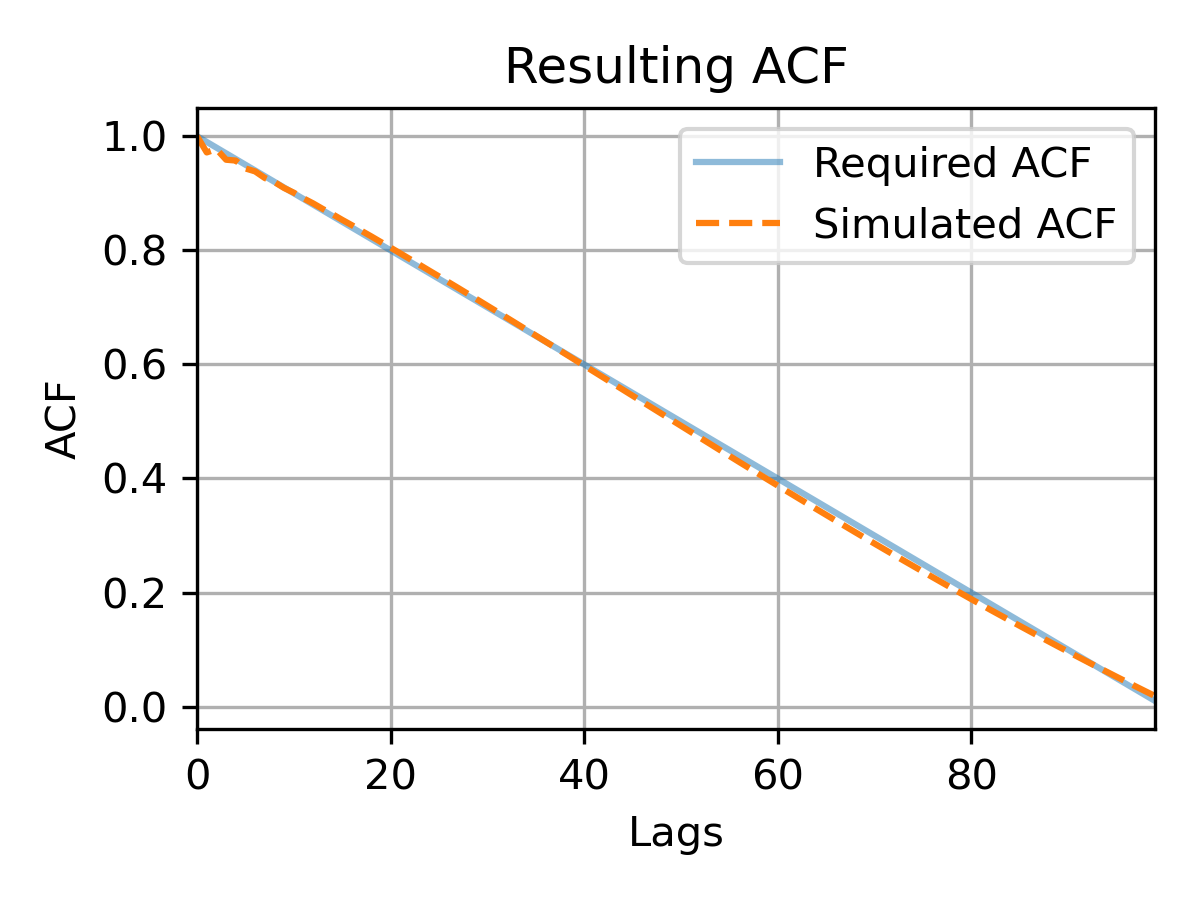 Resulting ACF
Required ACF
Simulated ACF
1.0
0.8
0.6
0.4
0.2
0.0
ACF
0 20 40 60 80
Lags